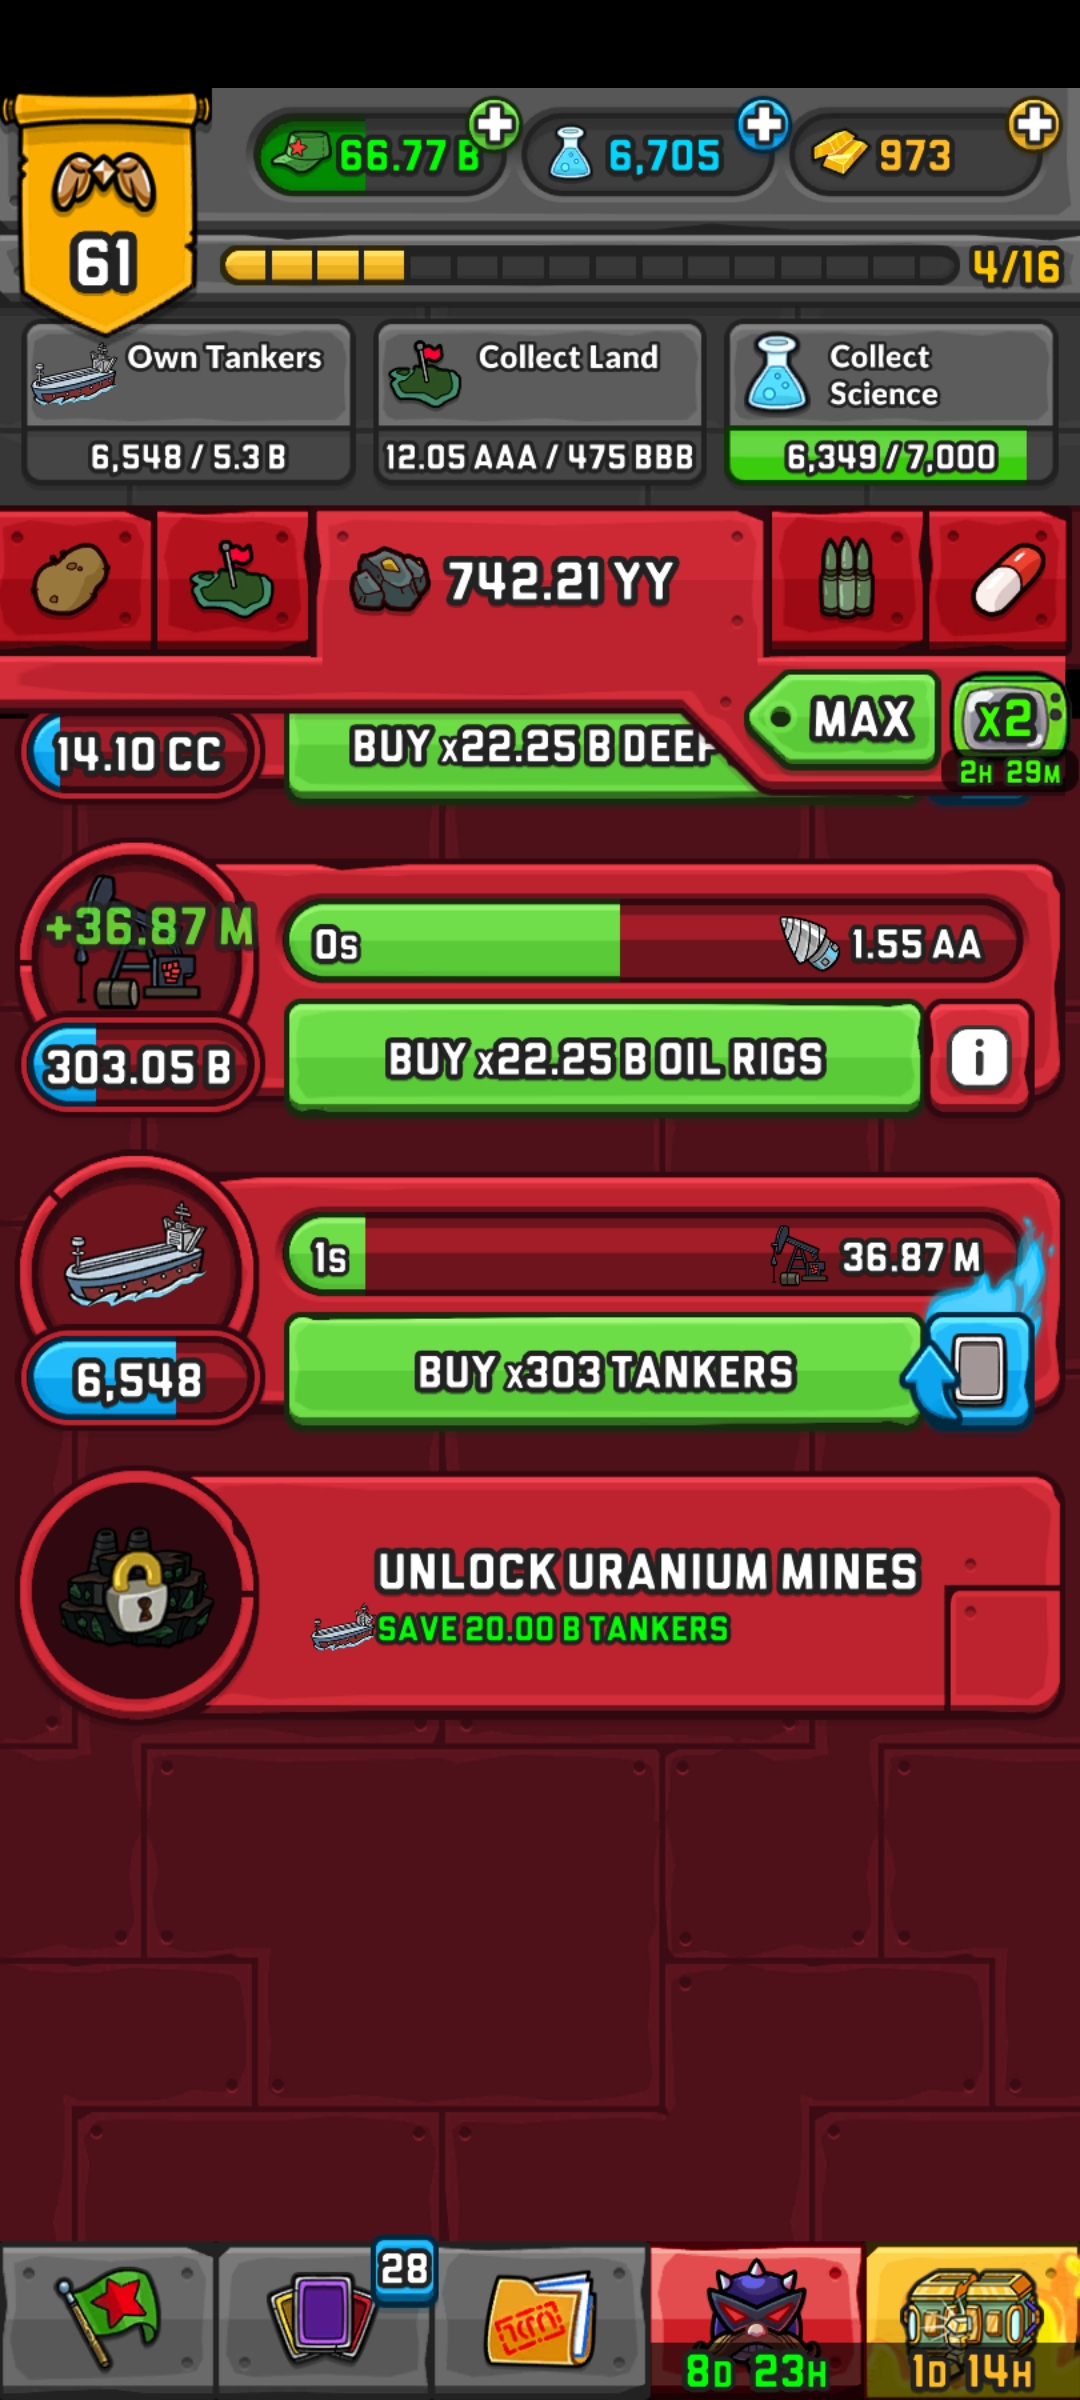 66.77 B
6,705
973
61
4/16
Own Tankers
6,548 / 5.3 B
Collect Land
12.05 AAA / 475 BBB
Collect
Science
6,349 / 7,000
742.21 YY
MAX
x2
2H 29M
14.10 CC
BUY x22.25 B DEEP
+36.87 M
0s
1.55 AA
303.05 B
BUY x22.25 B OIL RIGS
i
1s
36.87 M
6,548
BUY x303 TANKERS
UNLOCK URANIUM MINES
SAVE 20.00 B TANKERS
28
8D 23H
1D 14H